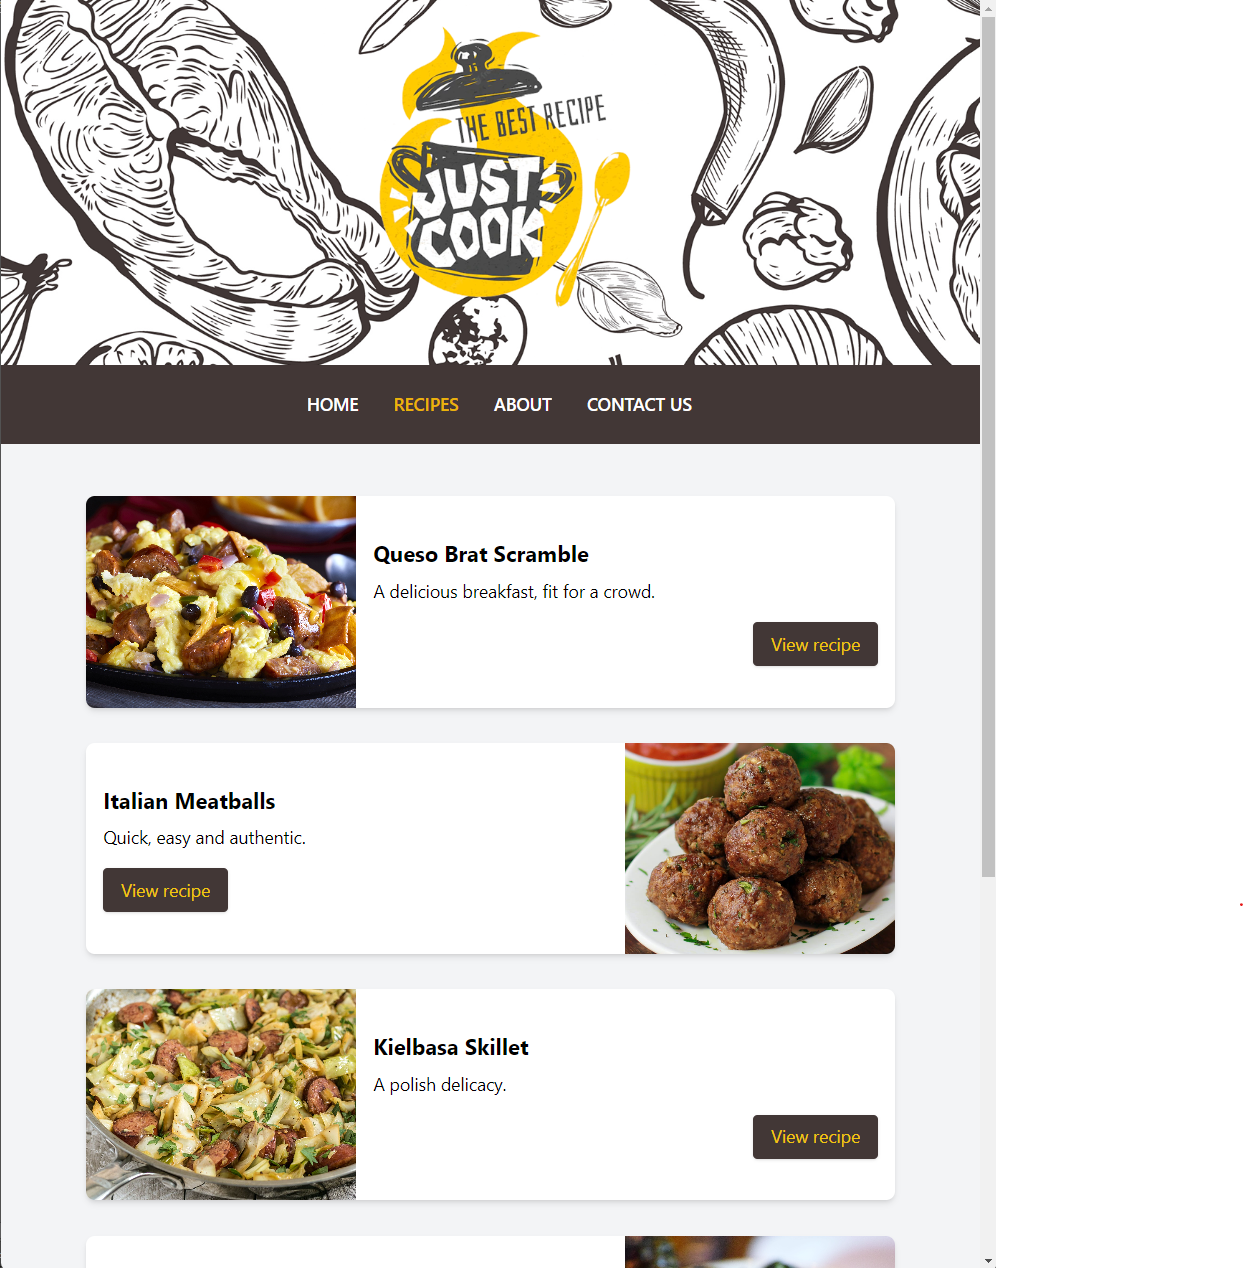 THE BEST RECIPE
JUST
COOK
HOME RECIPES ABOUT CONTACT US
Queso Brat Scramble
A delicious breakfast, fit for a crowd.
View recipe
Italian Meatballs
Quick, easy and authentic.
View recipe
Kielbasa Skillet
A polish delicacy.
View recipe